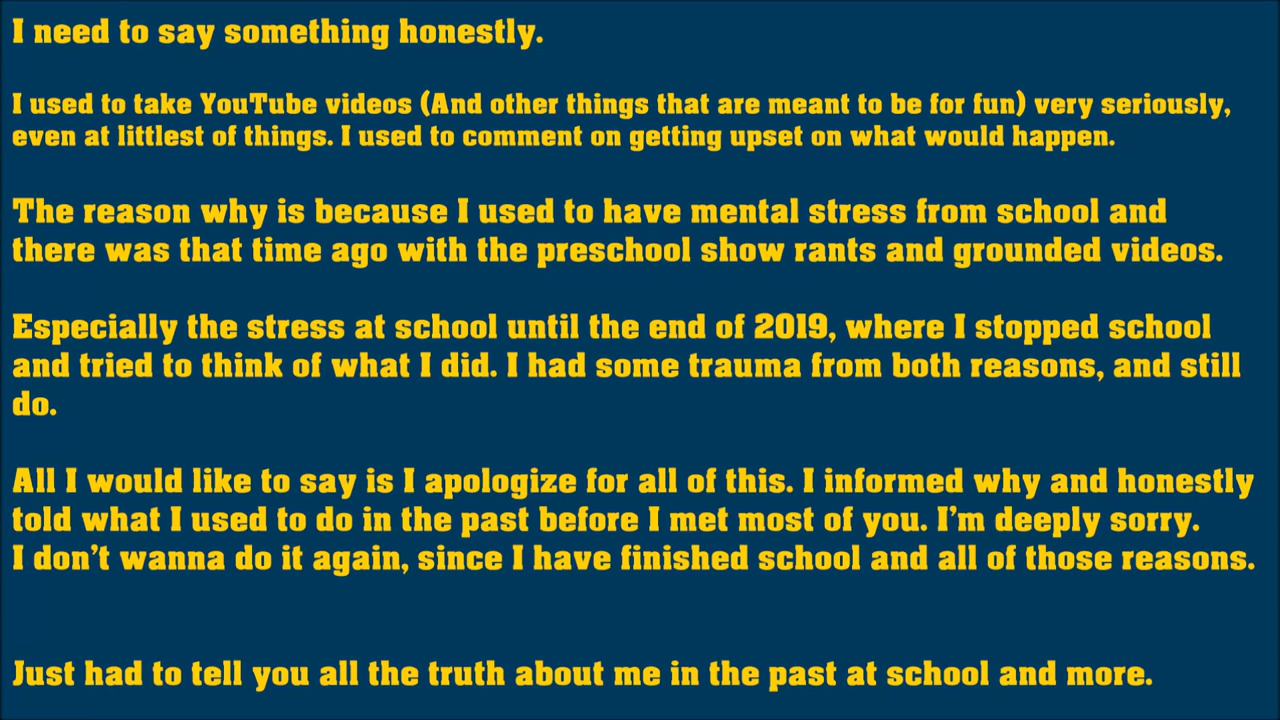 I need to say something honestly.
I used to take YouTube videos (And other things that are meant to be for fun) very seriously,
even at littlest of things. I used to comment on getting upset on what would happen.
The reason why is because I used to have mental stress from school and
there was that time ago with the preschool show rants and grounded videos.
Especially the stress at school until the end of 2019, where I stopped school
and tried to think of what I did. I had some trauma from both reasons, and still
do.
All I would like to say is I apologize for all of this. I informed why and honestly
told what I used to do in the past before I met most of you. I'm deeply sorry.
I don't wanna do it again, since I have finished school and all of those reasons.
Just had to tell you all the truth about me in the past at school and more.